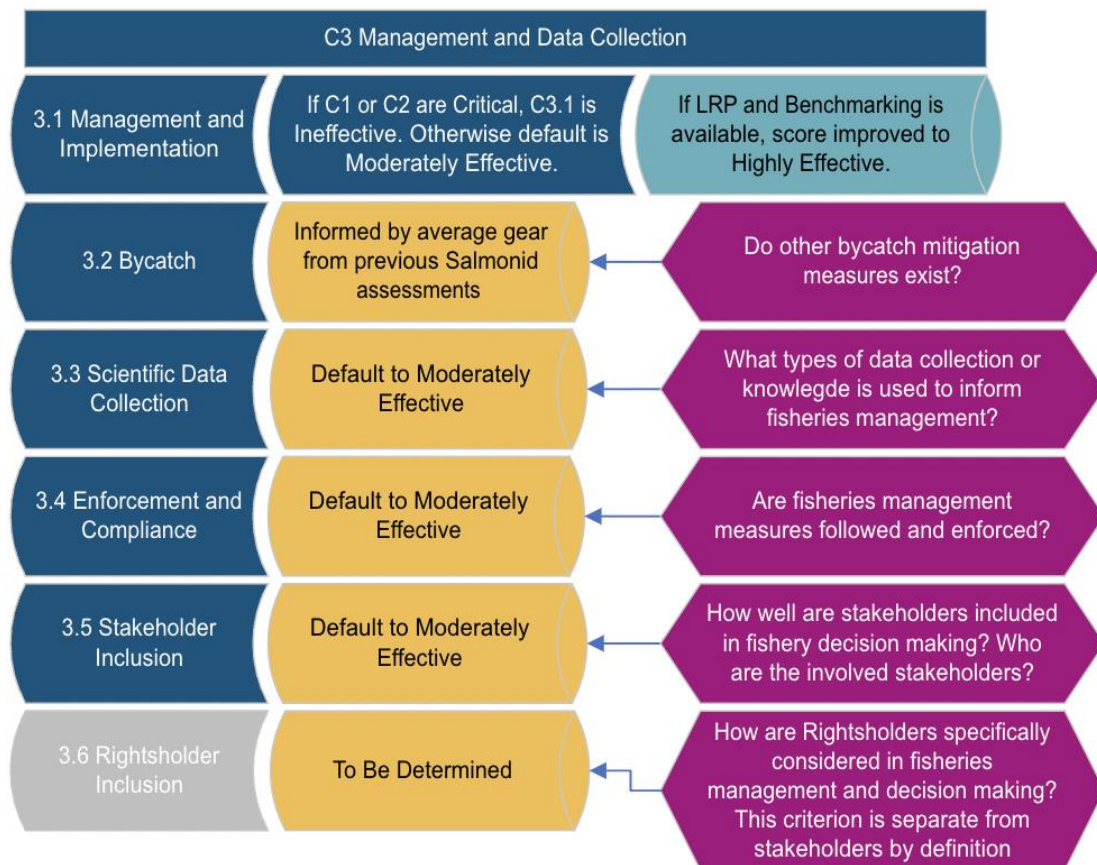 C3 Management and Data Collection
3.1 Management and
Implementation
If C1 or C2 are Critical, C3.1 is
Ineffective. Otherwise default is
Moderately Effective.
If LRP and Benchmarking is
available, score improved to
Highly Effective.
3.2 Bycatch
Informed by average gear
from previous Salmonid
assessments
Do other bycatch mitigation
measures exist?
3.3 Scientific Data
Collection
Default to Moderately
Effective
What types of data collection or
knowlegde is used to inform
fisheries management?
3.4 Enforcement and
Compliance
Default to Moderately
Effective
Are fisheries management
measures followed and enforced?
3.5 Stakeholder
Inclusion
Default to Moderately
Effective
How well are stakeholders included
in fishery decision making? Who
are the involved stakeholders?
3.6 Rightsholder
Inclusion
To Be Determined
How are Rightsholders specifically
considered in fisheries
management and decision making?
This criterion is separate from
stakeholders by definition